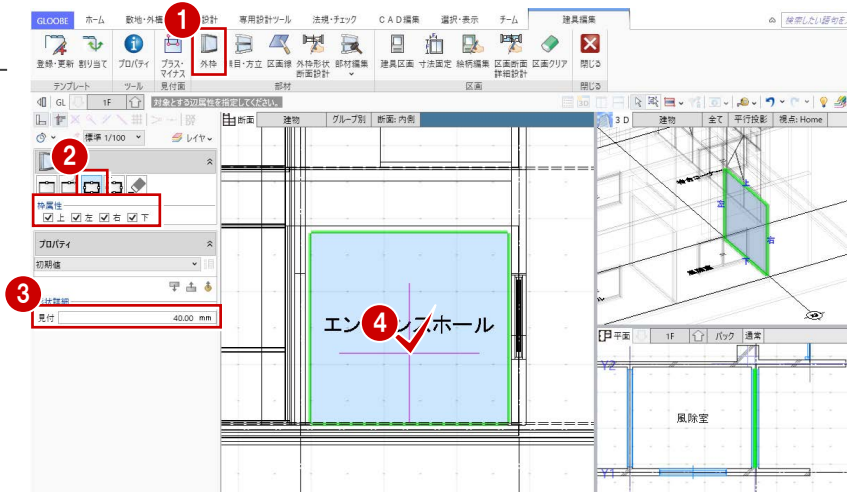 GLOOBE ホーム 敷地・外構 設計 専用設計ツール 法規・チェック CAD編集 選択・表示 チーム 建具編集 検索したい語句を
1
登録・更新 割り当て プロパティ プラス・マイナス 外枠 目・方立 区画線 外枠形状断面設計 部材編集 建具区画 寸法固定 絵柄編集 区画断面詳細設計 区画クリア 閉じる
テンプレート ツール 見付面 部材 区画 閉じる
GL 1F 対象とする辺属性を指定してください。
標準 1/100 レイヤ
断面 建物 グループ別 断面: 内側
3D 建物 全て 平行投影 視点: Home
2
枠属性
上 左 右 下
プロパティ
初期値
3
形状詳細
見付 40.00 mm
エントランスホール
4
上
左
右
下
風除室
平面 1F パック 通常
Y2
風除室
Y1